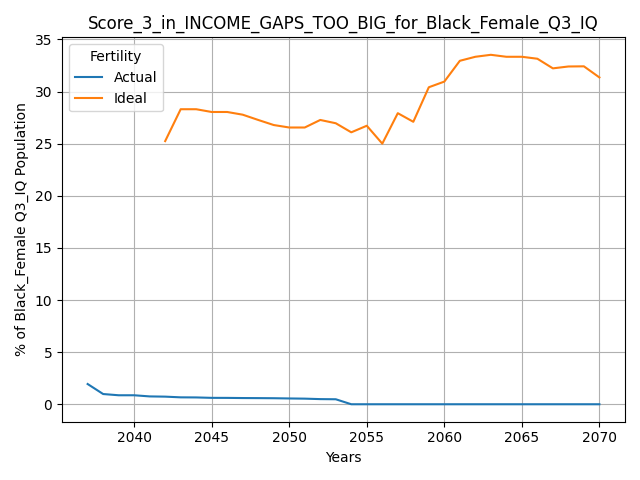 Score_3_in_INCOME_GAPS_TOO_BIG_for_Black_Female_Q3_IQ
Fertility
Actual
Ideal
% of Black_Female Q3_IQ Population
35
30
25
20
15
10
5
0
2040
2045
2050
2055
2060
2065
2070
Years